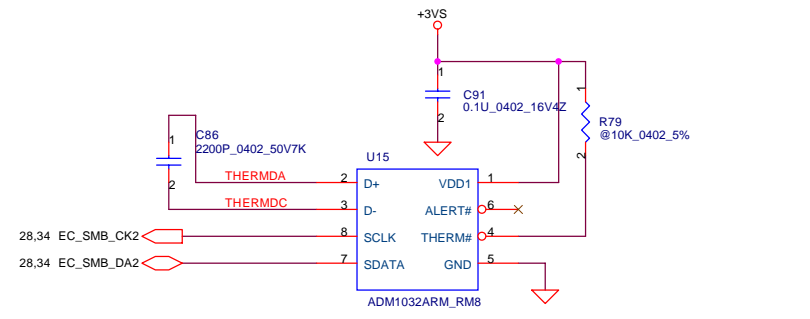 +3VS
1
C91
0.1U_0402_16V4Z
2
1
R79
@10K_0402_5%
2
1
C86
2200P_0402_50V7K
2
U15
THERMDA
2
D+
VDD1
1
THERMDC
3
D-
ALERT#
6
28,34 EC_SMB_CK2
8
SCLK
THERM#
4
28,34 EC_SMB_DA2
7
SDATA
GND
5
ADM1032ARM_RM8